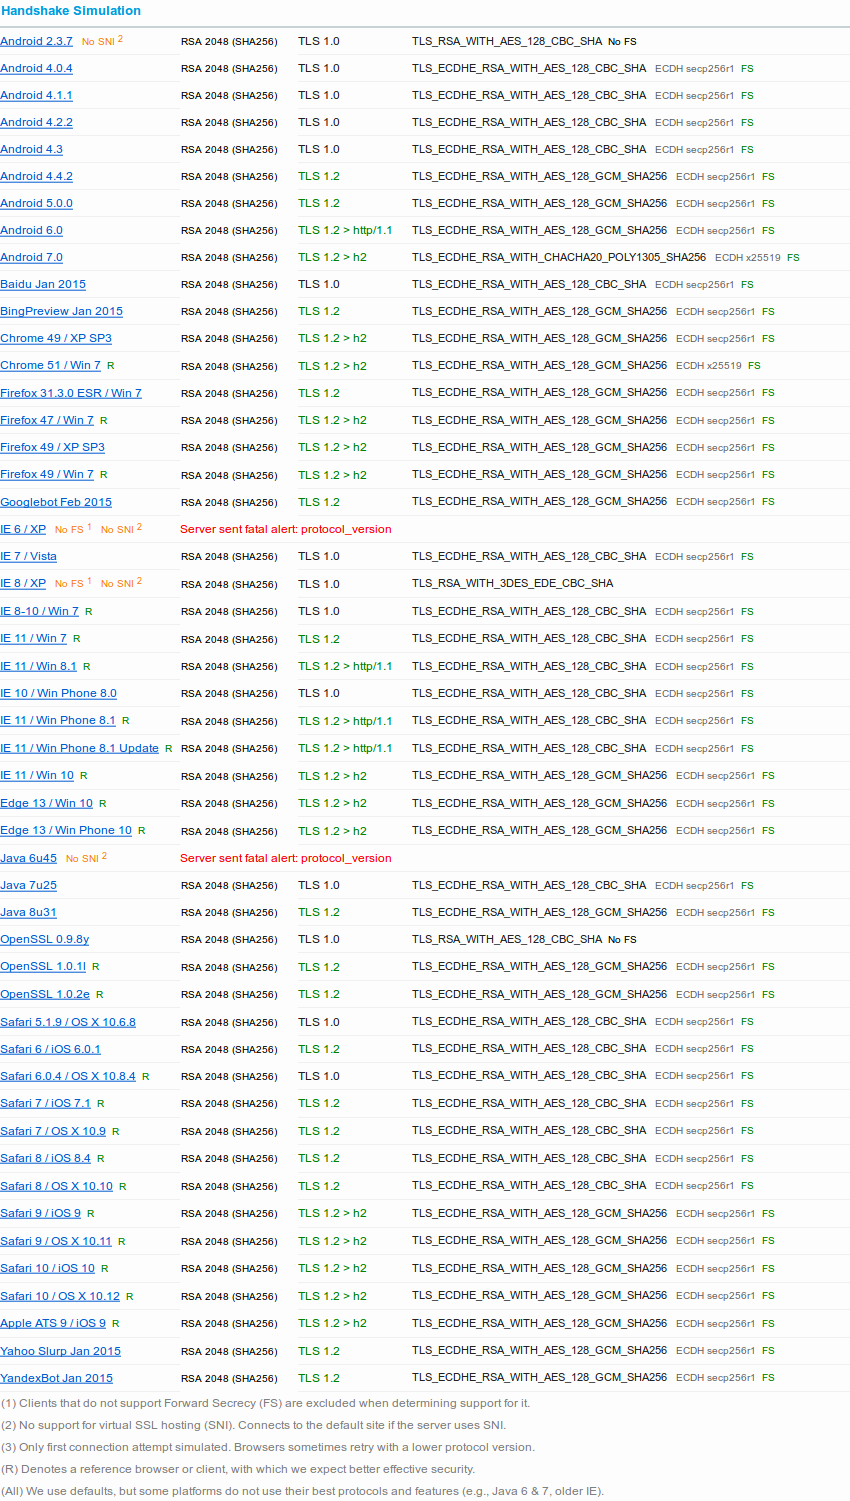 Handshake Simulation
Android 2.3.7 No SNI 2 RSA 2048 (SHA256) TLS 1.0 TLS_RSA_WITH_AES_128_CBC_SHA No FS
Android 4.0.4 RSA 2048 (SHA256) TLS 1.0 TLS_ECDHE_RSA_WITH_AES_128_CBC_SHA ECDH secp256r1 FS
Android 4.1.1 RSA 2048 (SHA256) TLS 1.0 TLS_ECDHE_RSA_WITH_AES_128_CBC_SHA ECDH secp256r1 FS
Android 4.2.2 RSA 2048 (SHA256) TLS 1.0 TLS_ECDHE_RSA_WITH_AES_128_CBC_SHA ECDH secp256r1 FS
Android 4.3 RSA 2048 (SHA256) TLS 1.0 TLS_ECDHE_RSA_WITH_AES_128_CBC_SHA ECDH secp256r1 FS
Android 4.4.2 RSA 2048 (SHA256) TLS 1.2 TLS_ECDHE_RSA_WITH_AES_128_GCM_SHA256 ECDH secp256r1 FS
Android 5.0.0 RSA 2048 (SHA256) TLS 1.2 TLS_ECDHE_RSA_WITH_AES_128_GCM_SHA256 ECDH secp256r1 FS
Android 6.0 RSA 2048 (SHA256) TLS 1.2 > http/1.1 TLS_ECDHE_RSA_WITH_AES_128_GCM_SHA256 ECDH secp256r1 FS
Android 7.0 RSA 2048 (SHA256) TLS 1.2 > h2 TLS_ECDHE_RSA_WITH_CHACHA20_POLY1305_SHA256 ECDH x25519 FS
Baidu Jan 2015 RSA 2048 (SHA256) TLS 1.0 TLS_ECDHE_RSA_WITH_AES_128_CBC_SHA ECDH secp256r1 FS
BingPreview Jan 2015 RSA 2048 (SHA256) TLS 1.2 TLS_ECDHE_RSA_WITH_AES_128_GCM_SHA256 ECDH secp256r1 FS
Chrome 49 / XP SP3 RSA 2048 (SHA256) TLS 1.2 > h2 TLS_ECDHE_RSA_WITH_AES_128_GCM_SHA256 ECDH secp256r1 FS
Chrome 51 / Win 7 R RSA 2048 (SHA256) TLS 1.2 > h2 TLS_ECDHE_RSA_WITH_AES_128_GCM_SHA256 ECDH x25519 FS
Firefox 31.3.0 ESR / Win 7 RSA 2048 (SHA256) TLS 1.2 TLS_ECDHE_RSA_WITH_AES_128_GCM_SHA256 ECDH secp256r1 FS
Firefox 47 / Win 7 R RSA 2048 (SHA256) TLS 1.2 > h2 TLS_ECDHE_RSA_WITH_AES_128_GCM_SHA256 ECDH secp256r1 FS
Firefox 49 / XP SP3 RSA 2048 (SHA256) TLS 1.2 > h2 TLS_ECDHE_RSA_WITH_AES_128_GCM_SHA256 ECDH secp256r1 FS
Firefox 49 / Win 7 R RSA 2048 (SHA256) TLS 1.2 > h2 TLS_ECDHE_RSA_WITH_AES_128_GCM_SHA256 ECDH secp256r1 FS
Googlebot Feb 2015 RSA 2048 (SHA256) TLS 1.2 TLS_ECDHE_RSA_WITH_AES_128_GCM_SHA256 ECDH secp256r1 FS
IE 6 / XP No FS 1 No SNI 2 Server sent fatal alert: protocol_version
IE 7 / Vista RSA 2048 (SHA256) TLS 1.0 TLS_ECDHE_RSA_WITH_AES_128_CBC_SHA ECDH secp256r1 FS
IE 8 / XP No FS 1 No SNI 2 RSA 2048 (SHA256) TLS 1.0 TLS_RSA_WITH_3DES_EDE_CBC_SHA
IE 8-10 / Win 7 R RSA 2048 (SHA256) TLS 1.0 TLS_ECDHE_RSA_WITH_AES_128_CBC_SHA ECDH secp256r1 FS
IE 11 / Win 7 R RSA 2048 (SHA256) TLS 1.2 TLS_ECDHE_RSA_WITH_AES_128_CBC_SHA ECDH secp256r1 FS
IE 11 / Win 8.1 R RSA 2048 (SHA256) TLS 1.2 > http/1.1 TLS_ECDHE_RSA_WITH_AES_128_CBC_SHA ECDH secp256r1 FS
IE 10 / Win Phone 8.0 RSA 2048 (SHA256) TLS 1.0 TLS_ECDHE_RSA_WITH_AES_128_CBC_SHA ECDH secp256r1 FS
IE 11 / Win Phone 8.1 R RSA 2048 (SHA256) TLS 1.2 > http/1.1 TLS_ECDHE_RSA_WITH_AES_128_CBC_SHA ECDH secp256r1 FS
IE 11 / Win Phone 8.1 Update R RSA 2048 (SHA256) TLS 1.2 > http/1.1 TLS_ECDHE_RSA_WITH_AES_128_CBC_SHA ECDH secp256r1 FS
IE 11 / Win 10 R RSA 2048 (SHA256) TLS 1.2 > h2 TLS_ECDHE_RSA_WITH_AES_128_GCM_SHA256 ECDH secp256r1 FS
Edge 13 / Win 10 R RSA 2048 (SHA256) TLS 1.2 > h2 TLS_ECDHE_RSA_WITH_AES_128_GCM_SHA256 ECDH secp256r1 FS
Edge 13 / Win Phone 10 R RSA 2048 (SHA256) TLS 1.2 > h2 TLS_ECDHE_RSA_WITH_AES_128_GCM_SHA256 ECDH secp256r1 FS
Java 6u45 No SNI 2 Server sent fatal alert: protocol_version
Java 7u25 RSA 2048 (SHA256) TLS 1.0 TLS_ECDHE_RSA_WITH_AES_128_CBC_SHA ECDH secp256r1 FS
Java 8u31 RSA 2048 (SHA256) TLS 1.2 TLS_ECDHE_RSA_WITH_AES_128_GCM_SHA256 ECDH secp256r1 FS
OpenSSL 0.9.8y RSA 2048 (SHA256) TLS 1.0 TLS_RSA_WITH_AES_128_CBC_SHA No FS
OpenSSL 1.0.1l R RSA 2048 (SHA256) TLS 1.2 TLS_ECDHE_RSA_WITH_AES_128_GCM_SHA256 ECDH secp256r1 FS
OpenSSL 1.0.2e R RSA 2048 (SHA256) TLS 1.2 TLS_ECDHE_RSA_WITH_AES_128_GCM_SHA256 ECDH secp256r1 FS
Safari 5.1.9 / OS X 10.6.8 RSA 2048 (SHA256) TLS 1.0 TLS_ECDHE_RSA_WITH_AES_128_CBC_SHA ECDH secp256r1 FS
Safari 6 / iOS 6.0.1 RSA 2048 (SHA256) TLS 1.2 TLS_ECDHE_RSA_WITH_AES_128_CBC_SHA ECDH secp256r1 FS
Safari 6.0.4 / OS X 10.8.4 R RSA 2048 (SHA256) TLS 1.0 TLS_ECDHE_RSA_WITH_AES_128_CBC_SHA ECDH secp256r1 FS
Safari 7 / iOS 7.1 R RSA 2048 (SHA256) TLS 1.2 TLS_ECDHE_RSA_WITH_AES_128_CBC_SHA ECDH secp256r1 FS
Safari 7 / OS X 10.9 R RSA 2048 (SHA256) TLS 1.2 TLS_ECDHE_RSA_WITH_AES_128_CBC_SHA ECDH secp256r1 FS
Safari 8 / iOS 8.4 R RSA 2048 (SHA256) TLS 1.2 TLS_ECDHE_RSA_WITH_AES_128_CBC_SHA ECDH secp256r1 FS
Safari 8 / OS X 10.10 R RSA 2048 (SHA256) TLS 1.2 TLS_ECDHE_RSA_WITH_AES_128_CBC_SHA ECDH secp256r1 FS
Safari 9 / iOS 9 R RSA 2048 (SHA256) TLS 1.2 > h2 TLS_ECDHE_RSA_WITH_AES_128_GCM_SHA256 ECDH secp256r1 FS
Safari 9 / OS X 10.11 R RSA 2048 (SHA256) TLS 1.2 > h2 TLS_ECDHE_RSA_WITH_AES_128_GCM_SHA256 ECDH secp256r1 FS
Safari 10 / iOS 10 R RSA 2048 (SHA256) TLS 1.2 > h2 TLS_ECDHE_RSA_WITH_AES_128_GCM_SHA256 ECDH secp256r1 FS
Safari 10 / OS X 10.12 R RSA 2048 (SHA256) TLS 1.2 > h2 TLS_ECDHE_RSA_WITH_AES_128_GCM_SHA256 ECDH secp256r1 FS
Apple ATS 9 / iOS 9 R RSA 2048 (SHA256) TLS 1.2 > h2 TLS_ECDHE_RSA_WITH_AES_128_GCM_SHA256 ECDH secp256r1 FS
Yahoo Slurp Jan 2015 RSA 2048 (SHA256) TLS 1.2 TLS_ECDHE_RSA_WITH_AES_128_GCM_SHA256 ECDH secp256r1 FS
YandexBot Jan 2015 RSA 2048 (SHA256) TLS 1.2 TLS_ECDHE_RSA_WITH_AES_128_GCM_SHA256 ECDH secp256r1 FS
(1) Clients that do not support Forward Secrecy (FS) are excluded when determining support for it.
(2) No support for virtual SSL hosting (SNI). Connects to the default site if the server uses SNI.
(3) Only first connection attempt simulated. Browsers sometimes retry with a lower protocol version.
(R) Denotes a reference browser or client, with which we expect better effective security.
(All) We use defaults, but some platforms do not use their best protocols and features (e.g., Java 6 & 7, older IE).